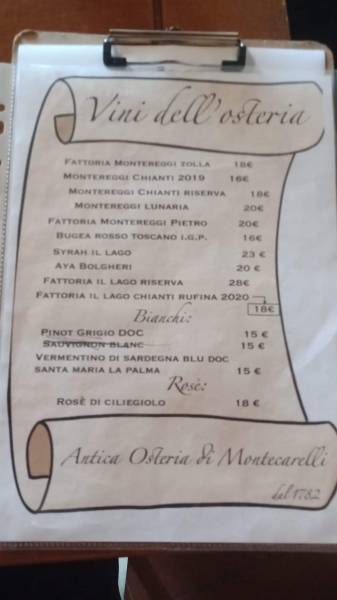 Vini dell'osteria
FATTORIA MONTEREGGI ZOLLA 18€
MONTEREGGI CHIANTI 2019 16€
MONTEREGGI CHIANTI RISERVA 18€
MONTEREGGI LUNARIA 20€
FATTORIA MONTEREGGI PIETRO 20€
BUGEA ROSSO TOSCANO I.G.P. 16€
SYRAH IL LAGO 23 €
AYA BOLGHERI 20 €
FATTORIA IL LAGO RISERVA 28€
FATTORIA IL LAGO CHIANTI RUFINA 2020
18€
Bianchi:
PINOT GRIGIO DOC 15 €
SAUVIGNON BLANC 15 €
VERMENTINO DI SARDEGNA BLU DOC
SANTA MARIA LA PALMA 15 €
Rosè:
ROSÈ DI CILIEGIOLO 18 €
Antica Osteria di Montecarelli
dal 1782